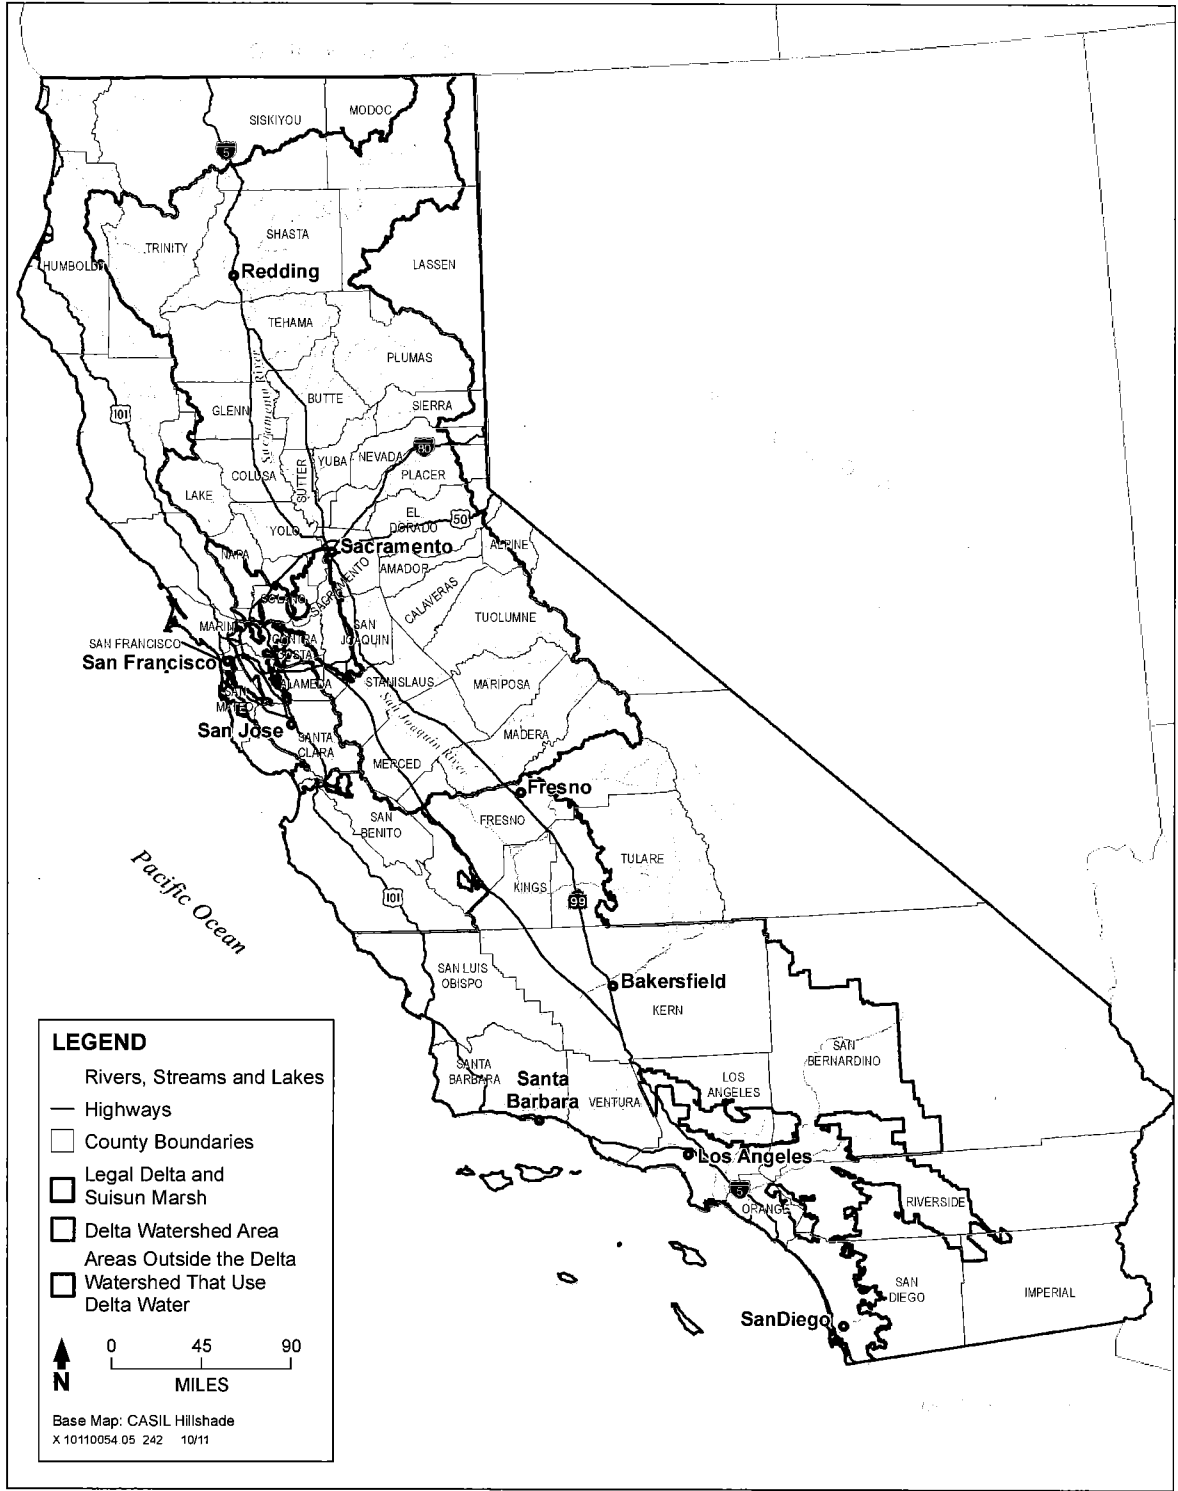 MODOC
SISKIYOU
5
SHASTA
TRINITY
HUMBOLDT
LASSEN
Redding
TEHAMA
PLUMAS
Sacramento River
BUTTE
SIERRA
101
GLENN
80
YUBA
NEVADA
COLUSA
SUTTER
PLACER
LAKE
EL
DORADO
50
YOLO
Sacramento
ALPINE
NAPA
AMADOR
SACRAMENTO
SOLANO
CALAVERAS
TUOLUMNE
MARIN
SAN
JOAQUIN
CONTRA
COSTA
SAN FRANCISCO
San Francisco
ALAMEDA
STANISLAUS
MARIPOSA
SAN
MATEO
San Joaquin River
San Jose
SANTA
CLARA
MADERA
MERCED
Fresno
SAN
BENITO
FRESNO
TULARE
KINGS
Pacific Ocean
101
99
SAN LUIS
OBISPO
Bakersfield
KERN
SAN
BERNARDINO
SANTA
BARBARA
Santa
Barbara
VENTURA
LOS
ANGELES
Los Angeles
5
ORANGE
RIVERSIDE
SAN
DIEGO
IMPERIAL
SanDiego
LEGEND
Rivers, Streams and Lakes
Highways
County Boundaries
Legal Delta and
Suisun Marsh
Delta Watershed Area
Areas Outside the Delta
Watershed That Use
Delta Water
0 45 90
MILES
N
Base Map: CASIL Hillshade
X 10110054 05 242 10/11